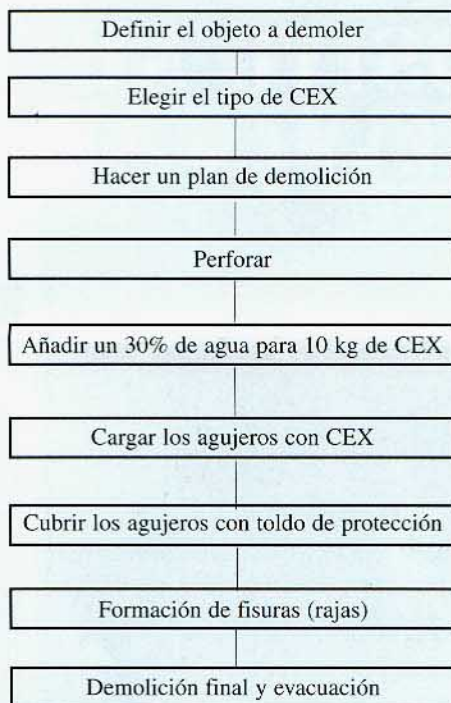 Definir el objeto a demoler
Elegir el tipo de CEX
Hacer un plan de demolición
Perforar
Añadir un 30% de agua para 10 kg de CEX
Cargar los agujeros con CEX
Cubrir los agujeros con toldo de protección
Formación de fisuras (rajas)
Demolición final y evacuación